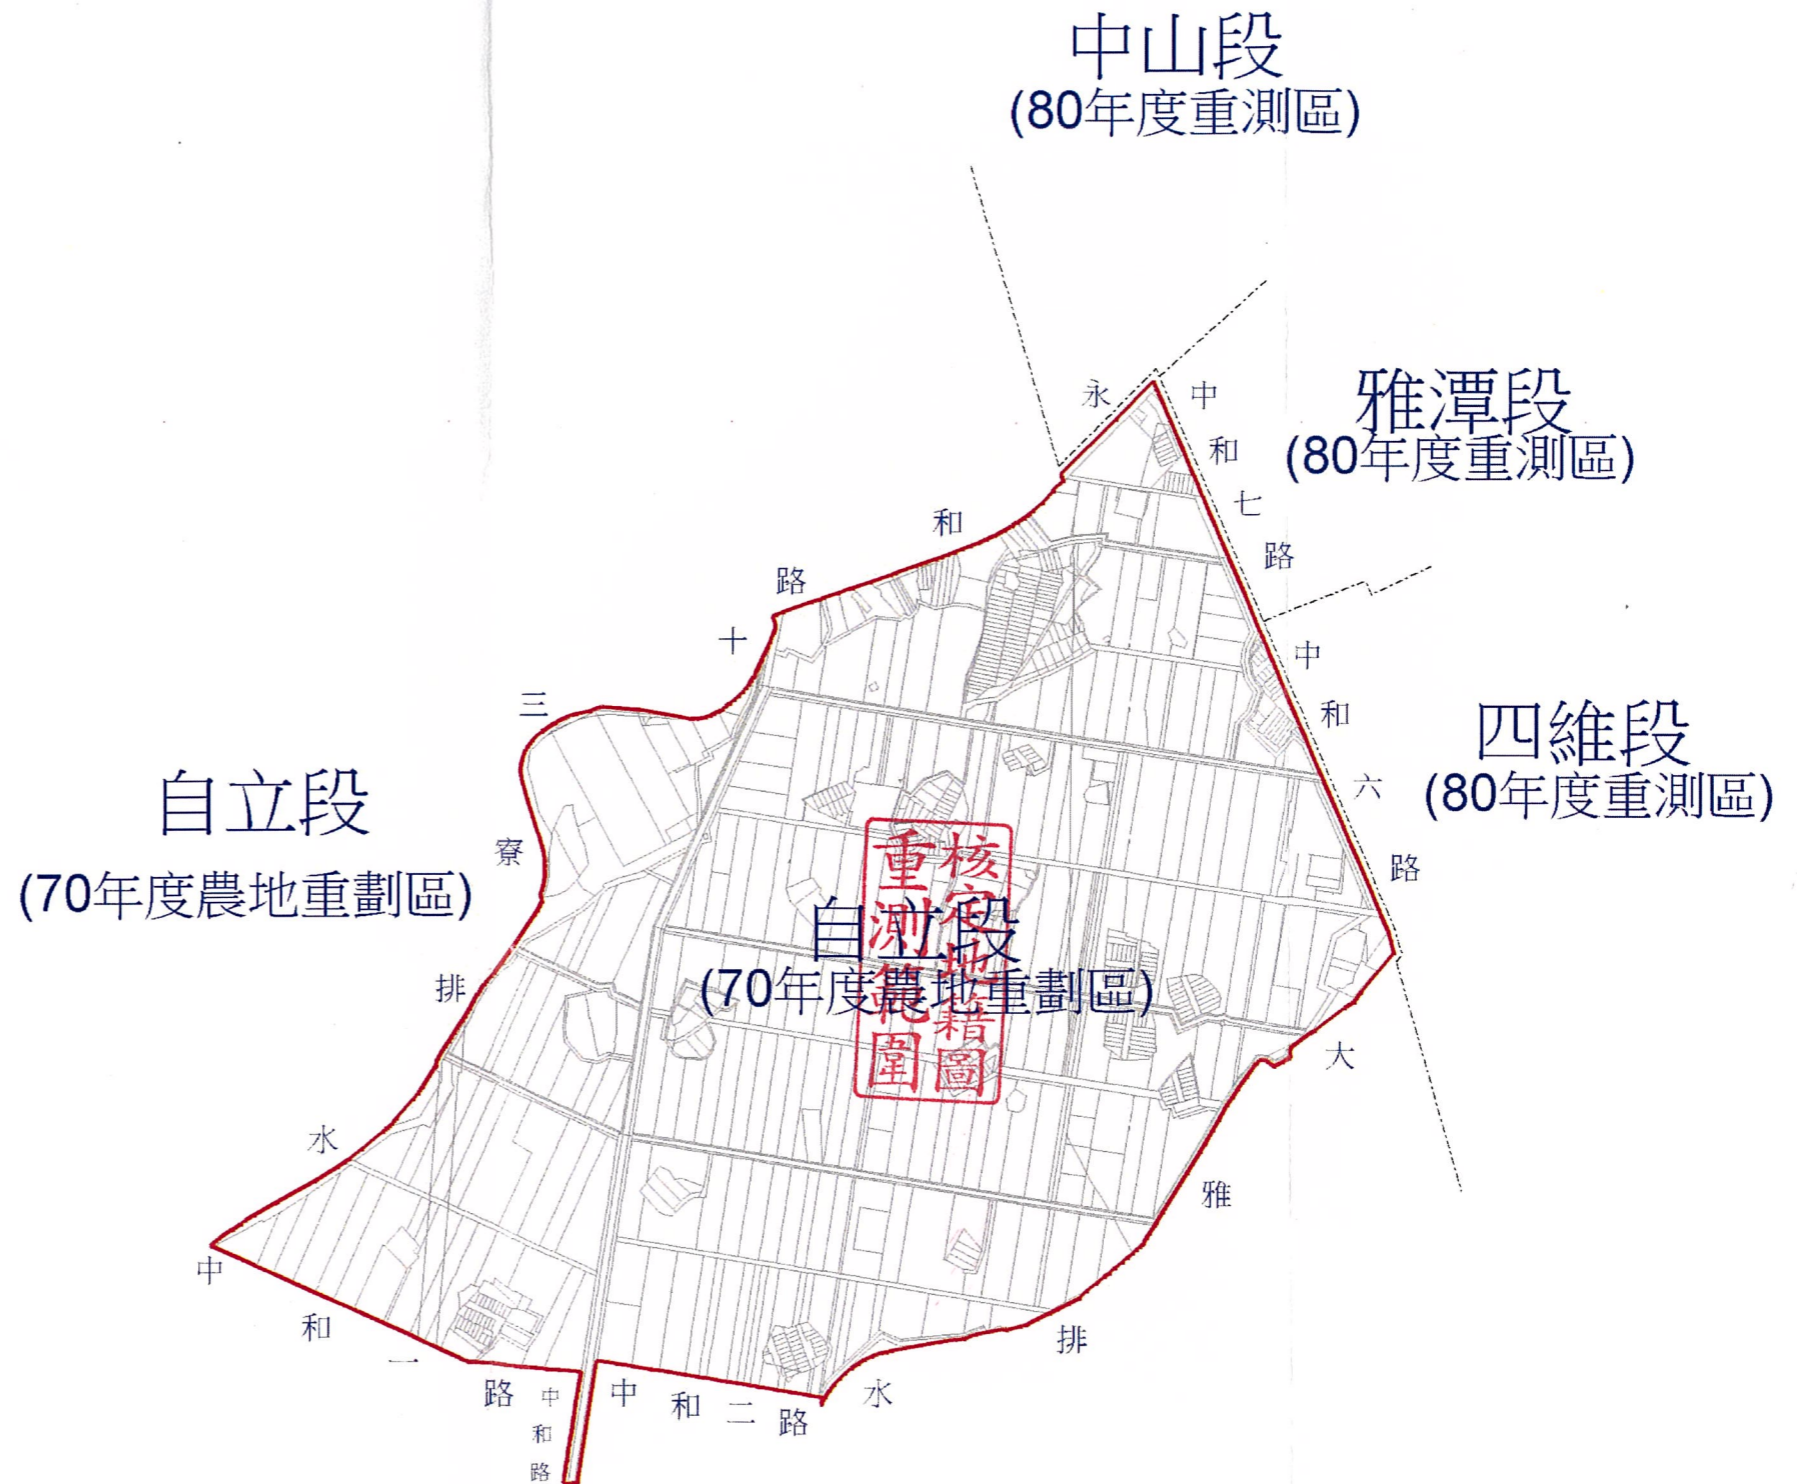 中山段
(80年度重測區)
永和路
中和七路
雅潭段
(80年度重測區)
中和六路
四維段
(80年度重測區)
十三寮排水
自立段
(70年度農地重劃區)
核定地籍圖
重測範圍
自立段
(70年度農地重劃區)
大雅排水
中和一路
中和路
中和二路